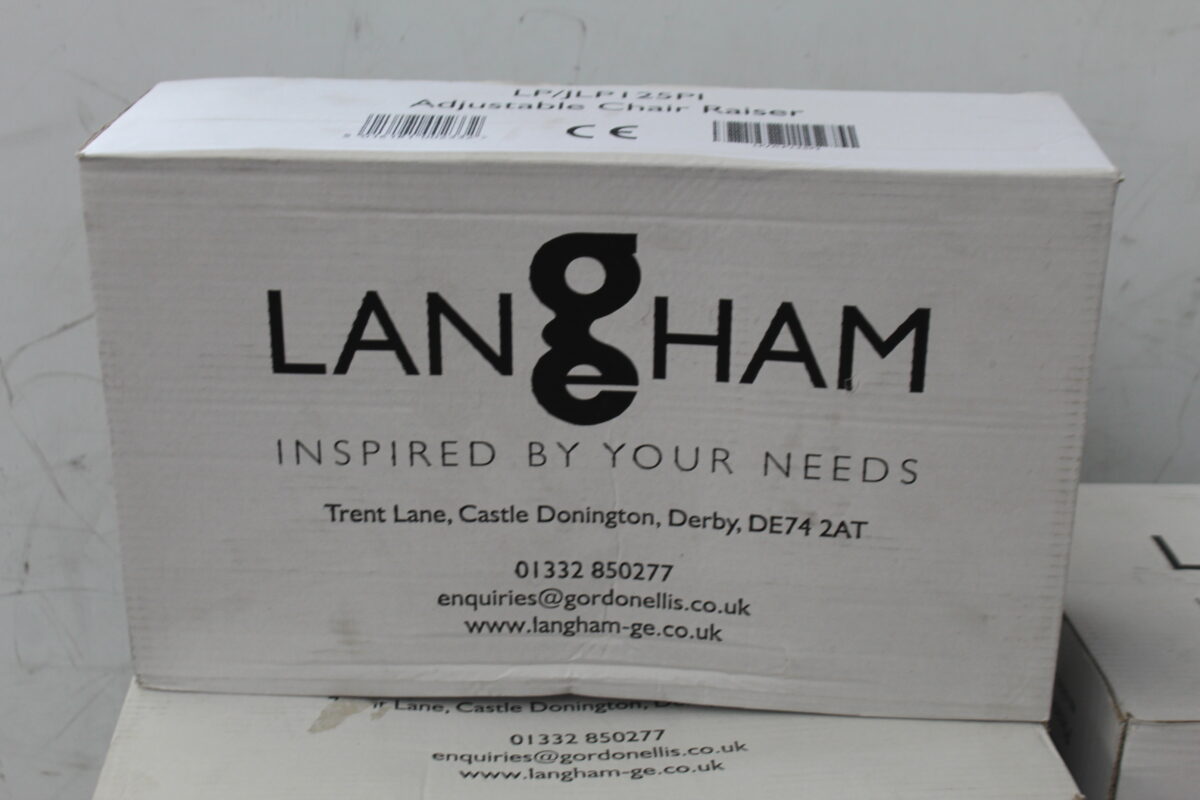 LP/JLP125PI
Adjustable Chair Raiser
CE
LANgHAM
e
INSPIRED BY YOUR NEEDS
Trent Lane, Castle Donington, Derby, DE74 2AT
01332 850277
enquiries@gordonellis.co.uk
www.langham-ge.co.uk
Lane, Castle Donington,
01332 850277
enquiries@gordonellis.co.uk
www.langham-ge.co.uk
L